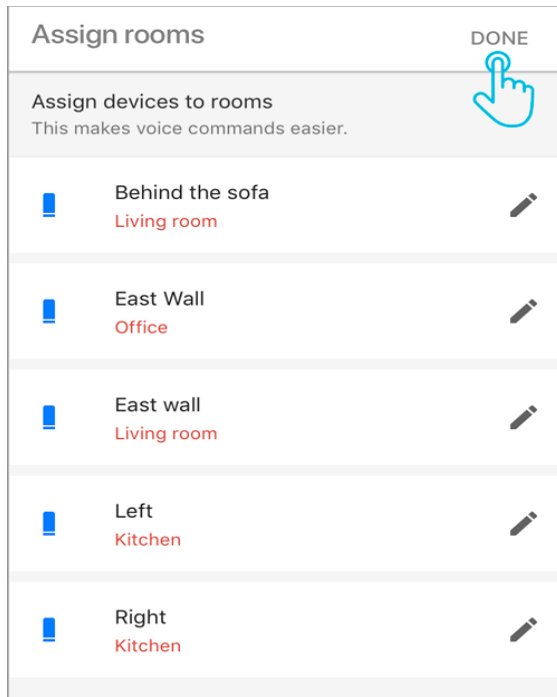 Assign rooms
DONE
Assign devices to rooms
This makes voice commands easier.
Behind the sofa
Living room
East Wall
Office
East wall
Living room
Left
Kitchen
Right
Kitchen